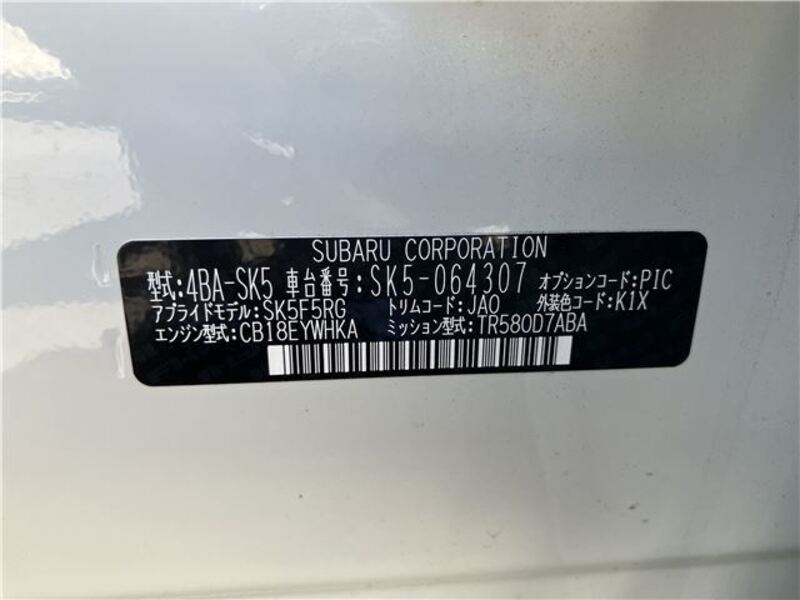 SUBARU CORPORATION
型式:4BA-SK5 車台番号:SK5-064307 オプションコード:PIC
アプライドモデル:SK5F5RG トリムコード:JAO 外装色コード:K1X
エンジン型式:CB18EYWHKA ミッション型式:TR580D7ABA